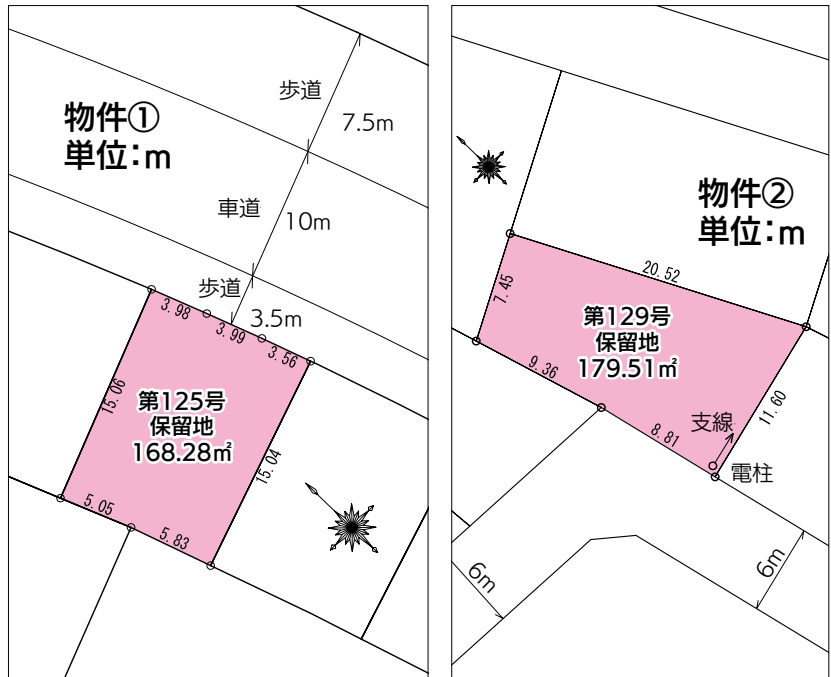 物件①
単位：m
歩道
7.5m
車道
10m
歩道
3.5m
3.98
3.99
3.56
15.06
第125号
保留地
168.28㎡
15.04
5.05
5.83
物件②
単位：m
20.52
7.45
第129号
保留地
179.51㎡
9.36
8.81
11.60
支線
電柱
6m
6m